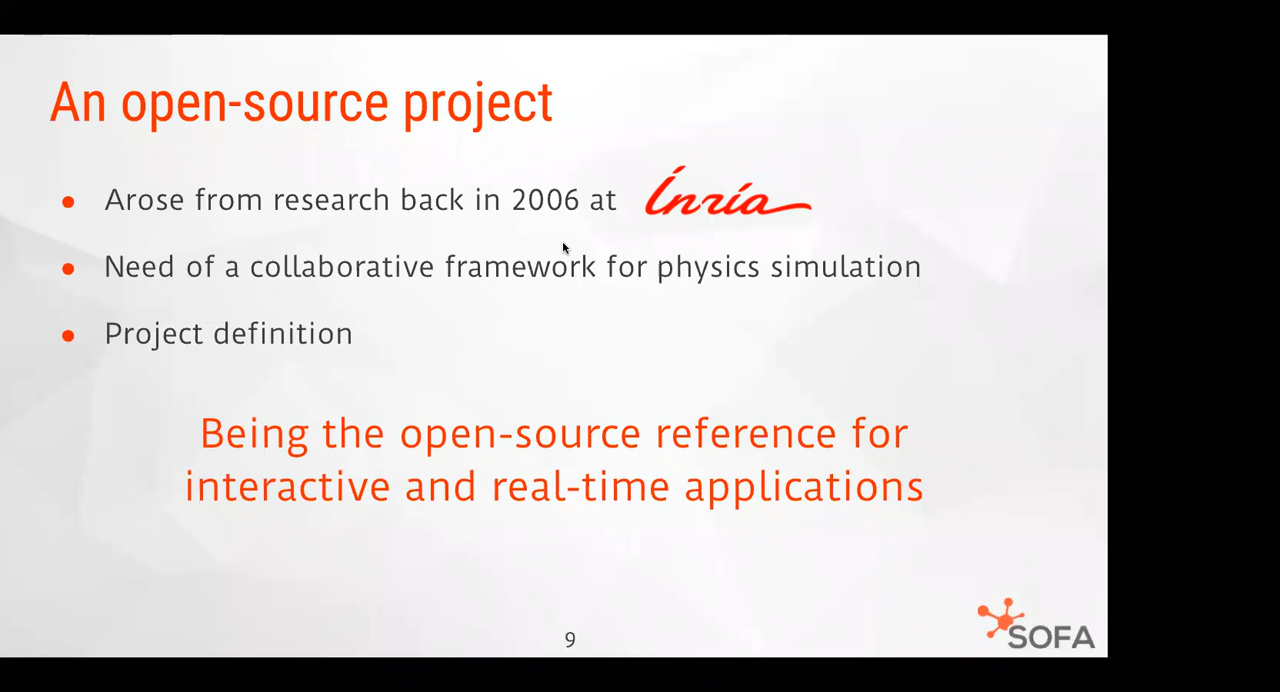 An open-source project
Arose from research back in 2006 at Inria
Need of a collaborative framework for physics simulation
Project definition
Being the open-source reference for
interactive and real-time applications
9
SOFA